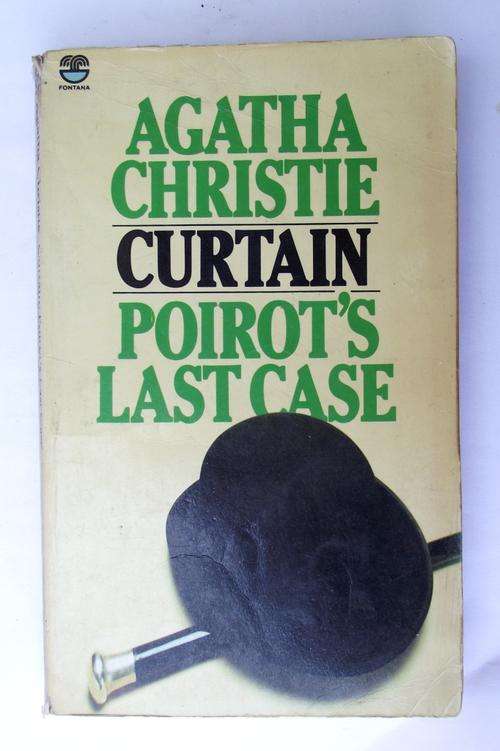 FONTANA
AGATHA
CHRISTIE
CURTAIN
POIROT'S
LAST CASE